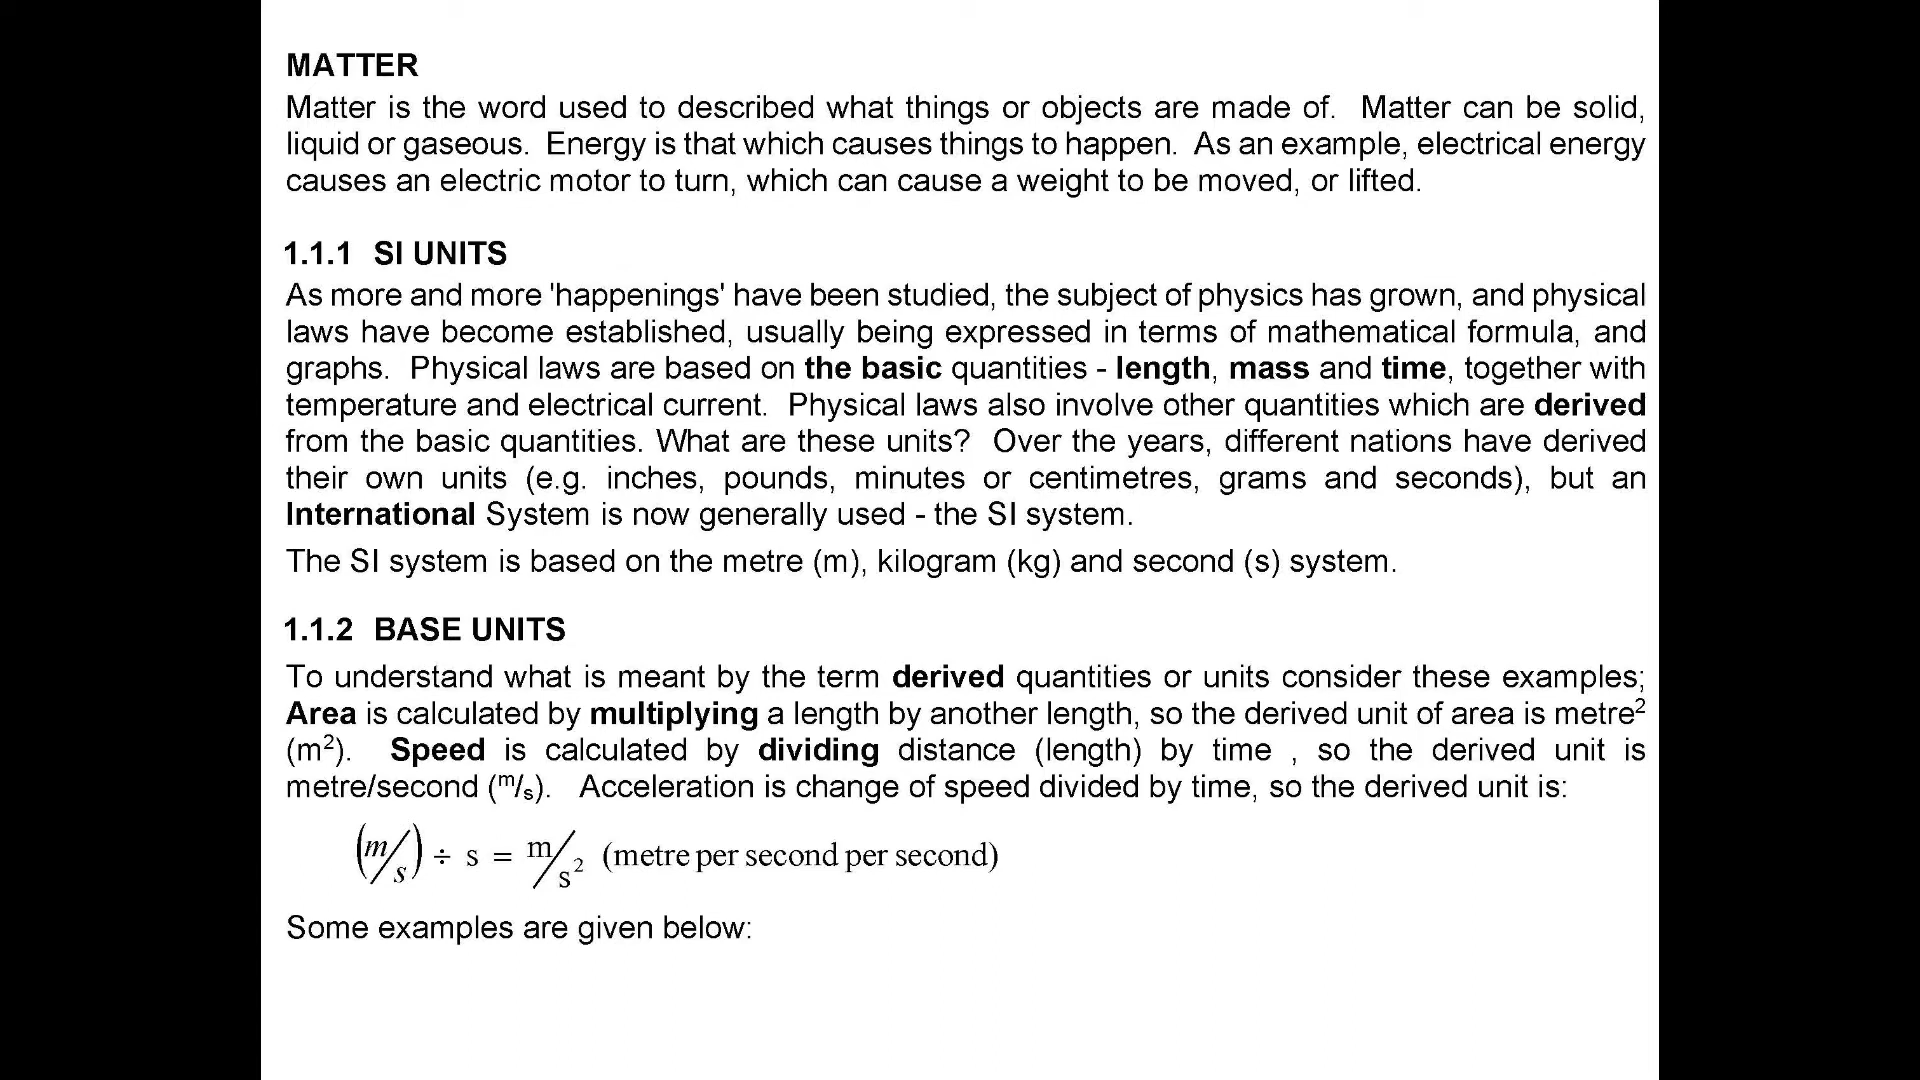 MATTER
Matter is the word used to described what things or objects are made of. Matter can be solid,
liquid or gaseous. Energy is that which causes things to happen. As an example, electrical energy
causes an electric motor to turn, which can cause a weight to be moved, or lifted.
1.1.1 SI UNITS
As more and more 'happenings' have been studied, the subject of physics has grown, and physical
laws have become established, usually being expressed in terms of mathematical formula, and
graphs. Physical laws are based on the basic quantities - length, mass and time, together with
temperature and electrical current. Physical laws also involve other quantities which are derived
from the basic quantities. What are these units? Over the years, different nations have derived
their own units (e.g. inches, pounds, minutes or centimetres, grams and seconds), but an
International System is now generally used - the SI system.
The SI system is based on the metre (m), kilogram (kg) and second (s) system.
1.1.2 BASE UNITS
To understand what is meant by the term derived quantities or units consider these examples;
Area is calculated by multiplying a length by another length, so the derived unit of area is metre²
(m²). Speed is calculated by dividing distance (length) by time , so the derived unit is
metre/second (m/s). Acceleration is change of speed divided by time, so the derived unit is:
(m/s) ÷ s = m/s² (metre per second per second)
Some examples are given below: